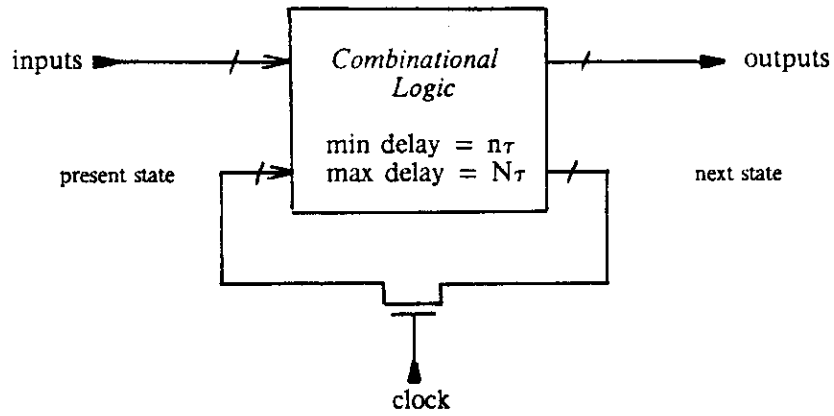 inputs
Combinational
Logic
outputs
min delay = nτ
max delay = Nτ
present state
next state
clock